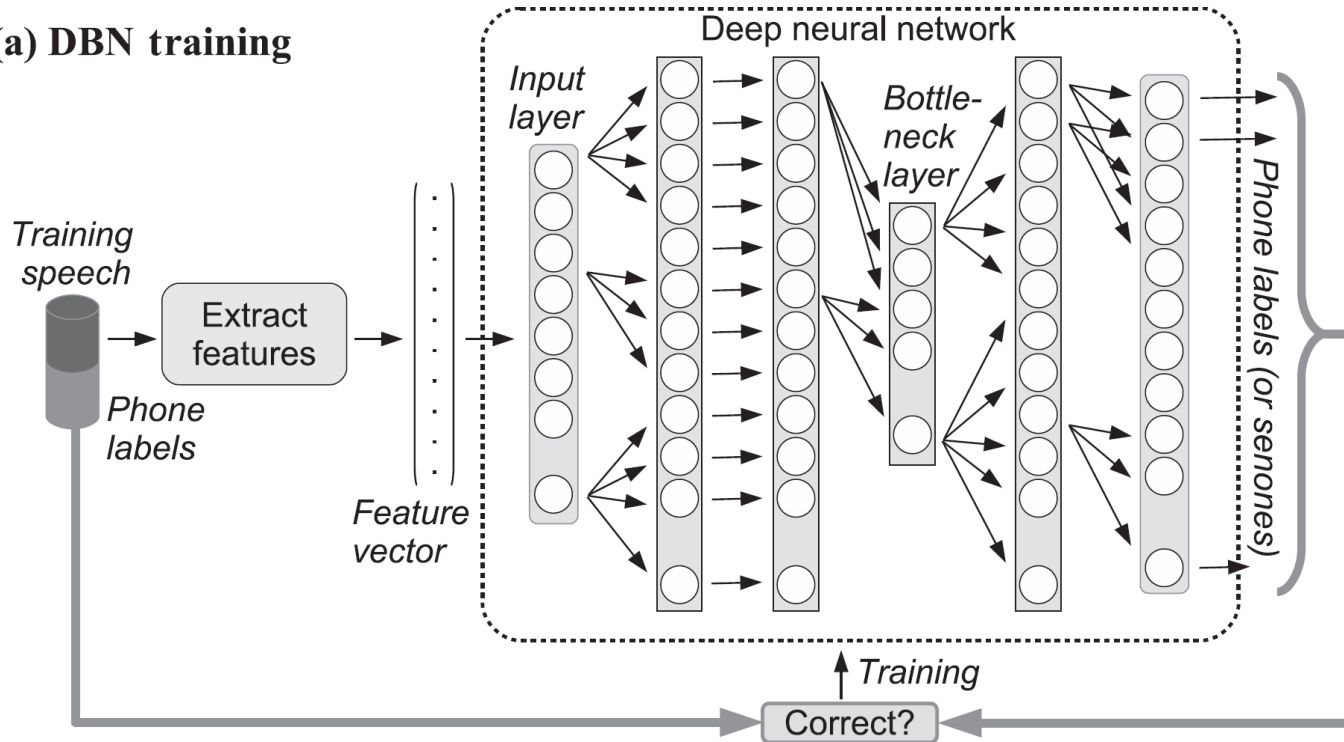 (a) DBN training
Deep neural network
Input
layer
Bottle-
neck
layer
Training
speech
Extract
features
Phone
labels
Feature
vector
Phone labels (or senones)
Training
Correct?